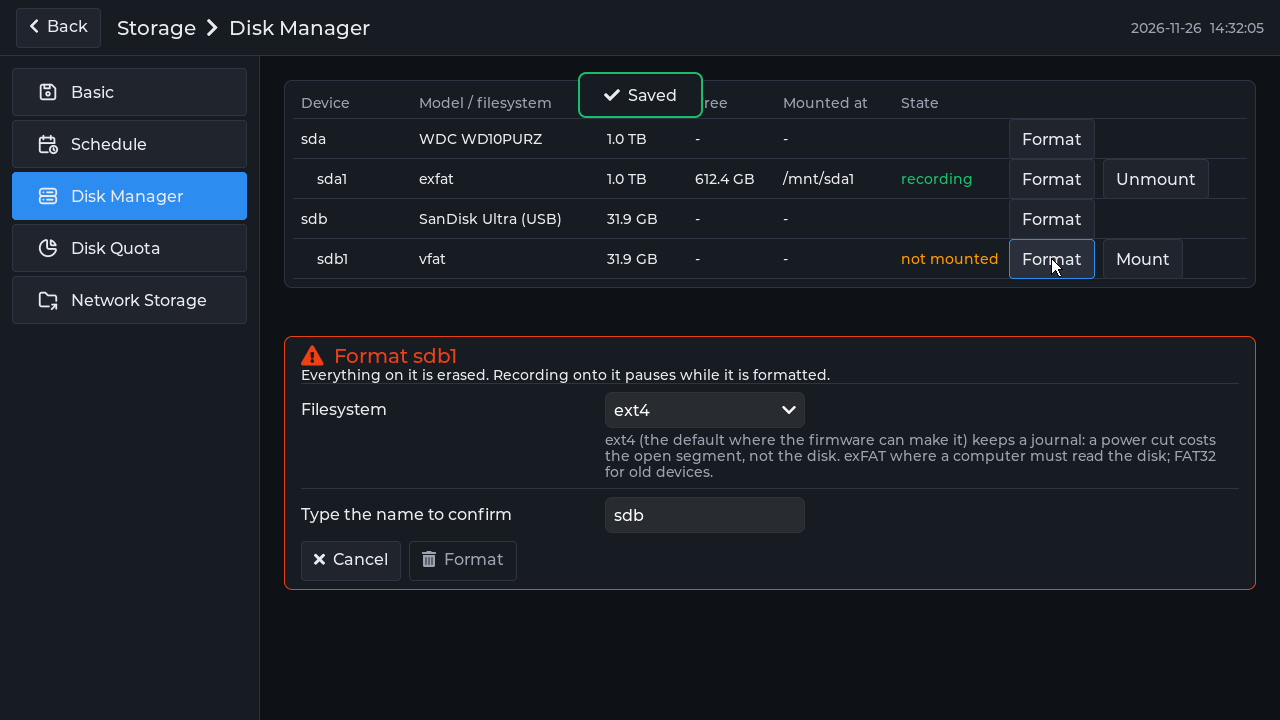 Back
Storage > Disk Manager
2026-11-26 14:32:05
Basic
Schedule
Disk Manager
Disk Quota
Network Storage
Saved
Device Model / filesystem ree Mounted at State
sda WDC WD10PURZ 1.0 TB - - Format
sda1 exfat 1.0 TB 612.4 GB /mnt/sda1 recording Format Unmount
sdb SanDisk Ultra (USB) 31.9 GB - - Format
sdb1 vfat 31.9 GB - - not mounted Format Mount
Format sdb1
Everything on it is erased. Recording onto it pauses while it is formatted.
Filesystem ext4
ext4 (the default where the firmware can make it) keeps a journal: a power cut costs
the open segment, not the disk. exFAT where a computer must read the disk; FAT32
for old devices.
Type the name to confirm sdb
Cancel Format